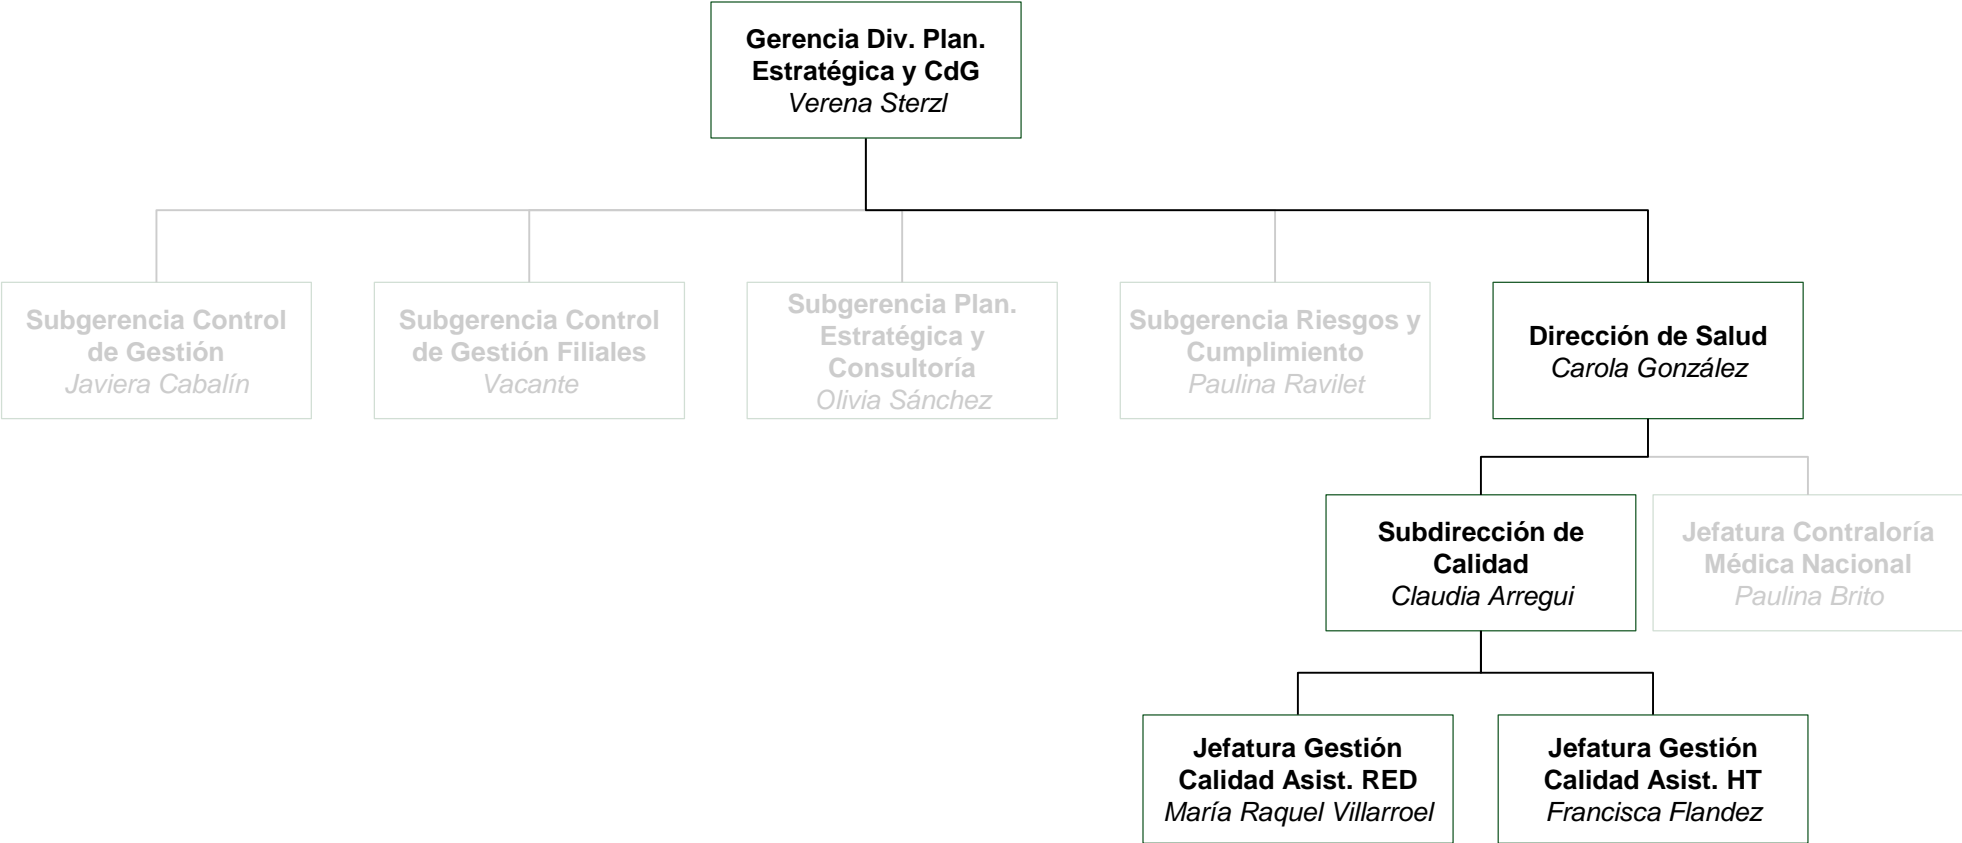 Gerencia Div. Plan.
Estratégica y CdG
Verena Sterzl
Subgerencia Control
de Gestión
Javiera Cabalín
Subgerencia Control
de Gestión Filiales
Vacante
Subgerencia Plan.
Estratégica y
Consultoría
Olivia Sánchez
Subgerencia Riesgos y
Cumplimiento
Paulina Ravilet
Dirección de Salud
Carola González
Subdirección de
Calidad
Claudia Arregui
Jefatura Contraloría
Médica Nacional
Paulina Brito
Jefatura Gestión
Calidad Asist. RED
María Raquel Villarroel
Jefatura Gestión
Calidad Asist. HT
Francisca Flandez